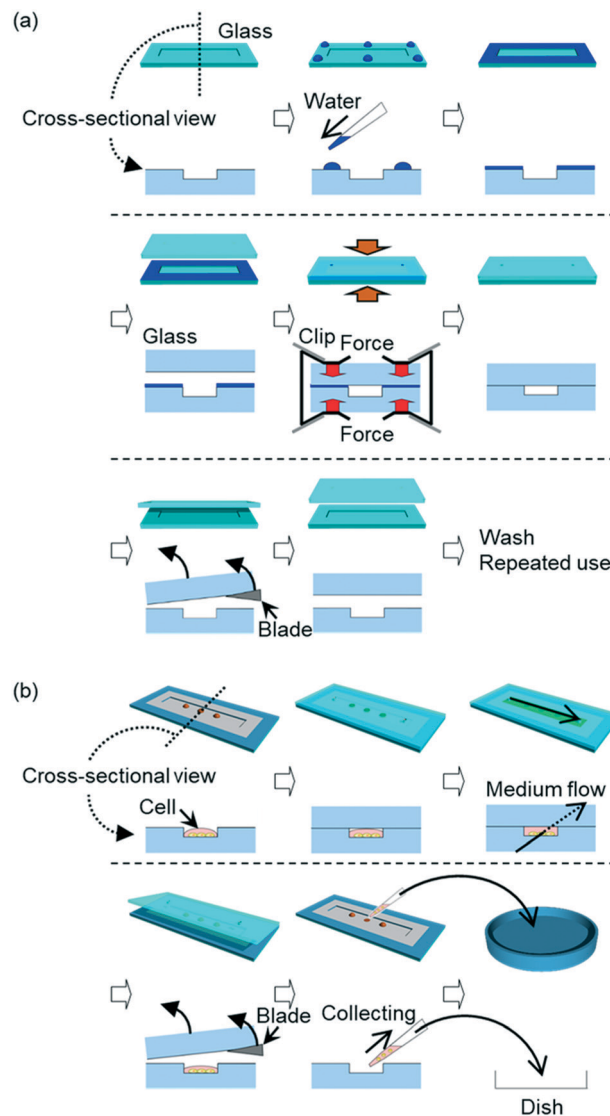 (a)
Glass
Water
Cross-sectional view
Glass
Clip
Force
Force
Wash
Repeated use
Blade
(b)
Cross-sectional view
Cell
Medium flow
Blade
Collecting
Dish